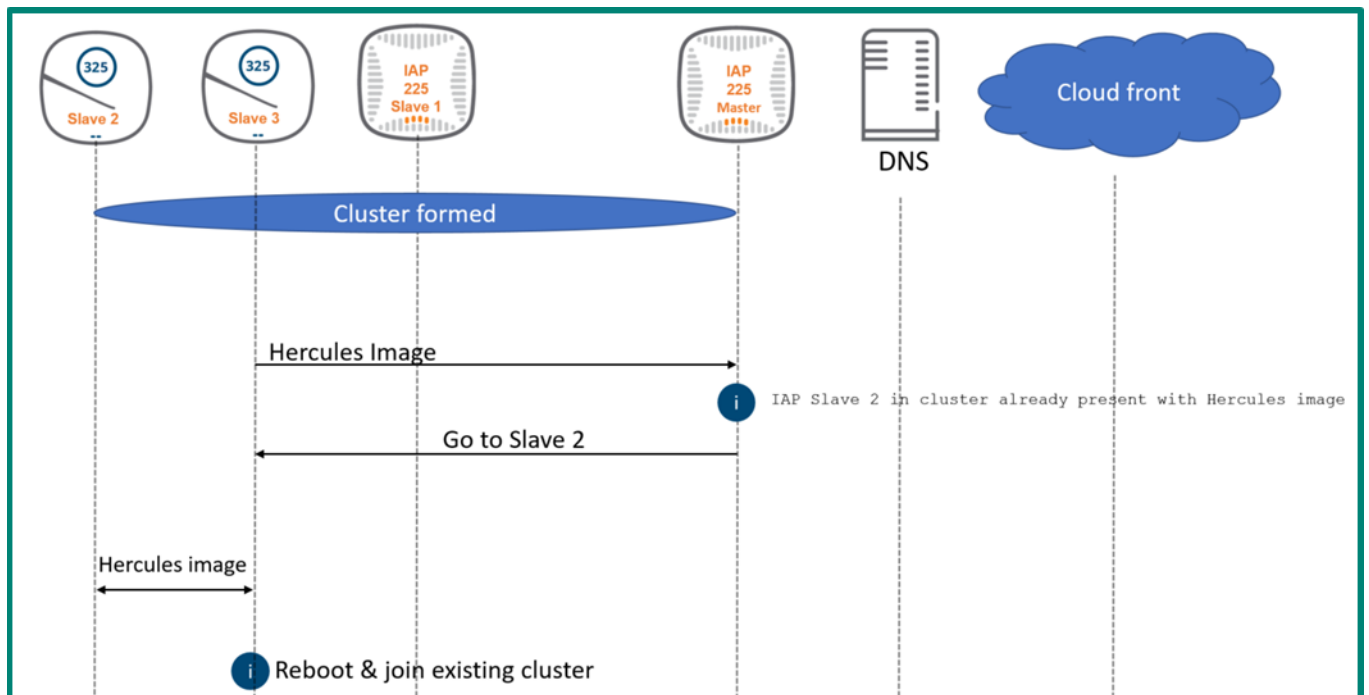 325
Slave 2
--
325
Slave 3
--
IAP
225
Slave 1
IAP
225
Master
DNS
Cloud front
Cluster formed
Hercules Image
i IAP Slave 2 in cluster already present with Hercules image
Go to Slave 2
Hercules image
i Reboot & join existing cluster